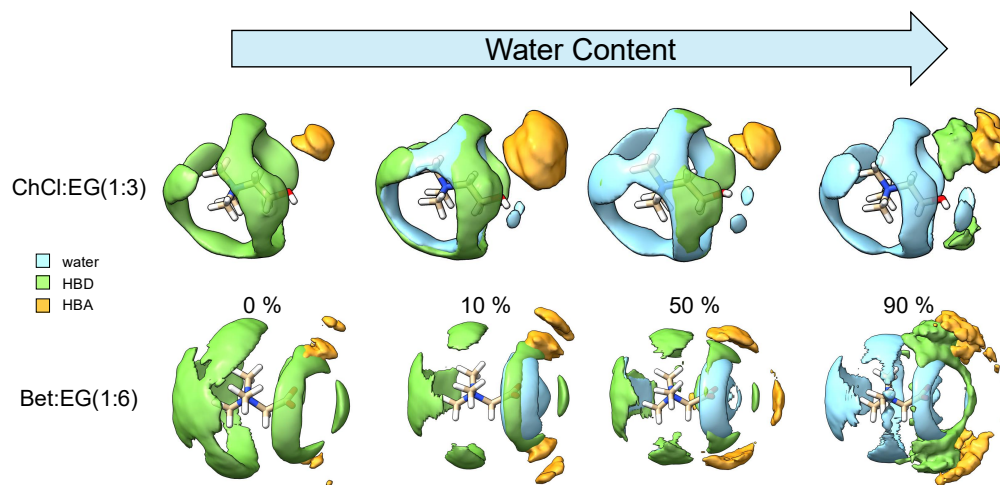 Water Content
ChCl:EG(1:3)
water
HBD
HBA
0 %
10 %
50 %
90 %
Bet:EG(1:6)